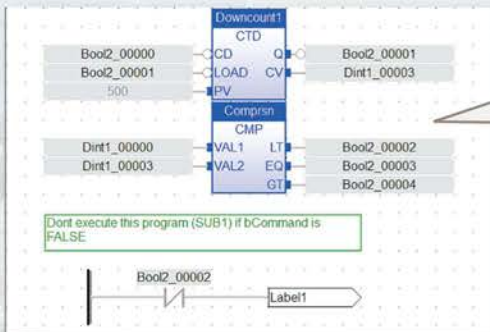 Downcount1
CTD
Bool2_00000 CD Q Bool2_00001
Bool2_00001 LOAD CV Dint1_00003
500 PV
Comprsn
CMP
Dint1_00000 VAL1 LT Bool2_00002
Dint1_00003 VAL2 EQ Bool2_00003
GT Bool2_00004
Dont execute this program (SUB1) if bCommand is
FALSE
Bool2_00002
Label1